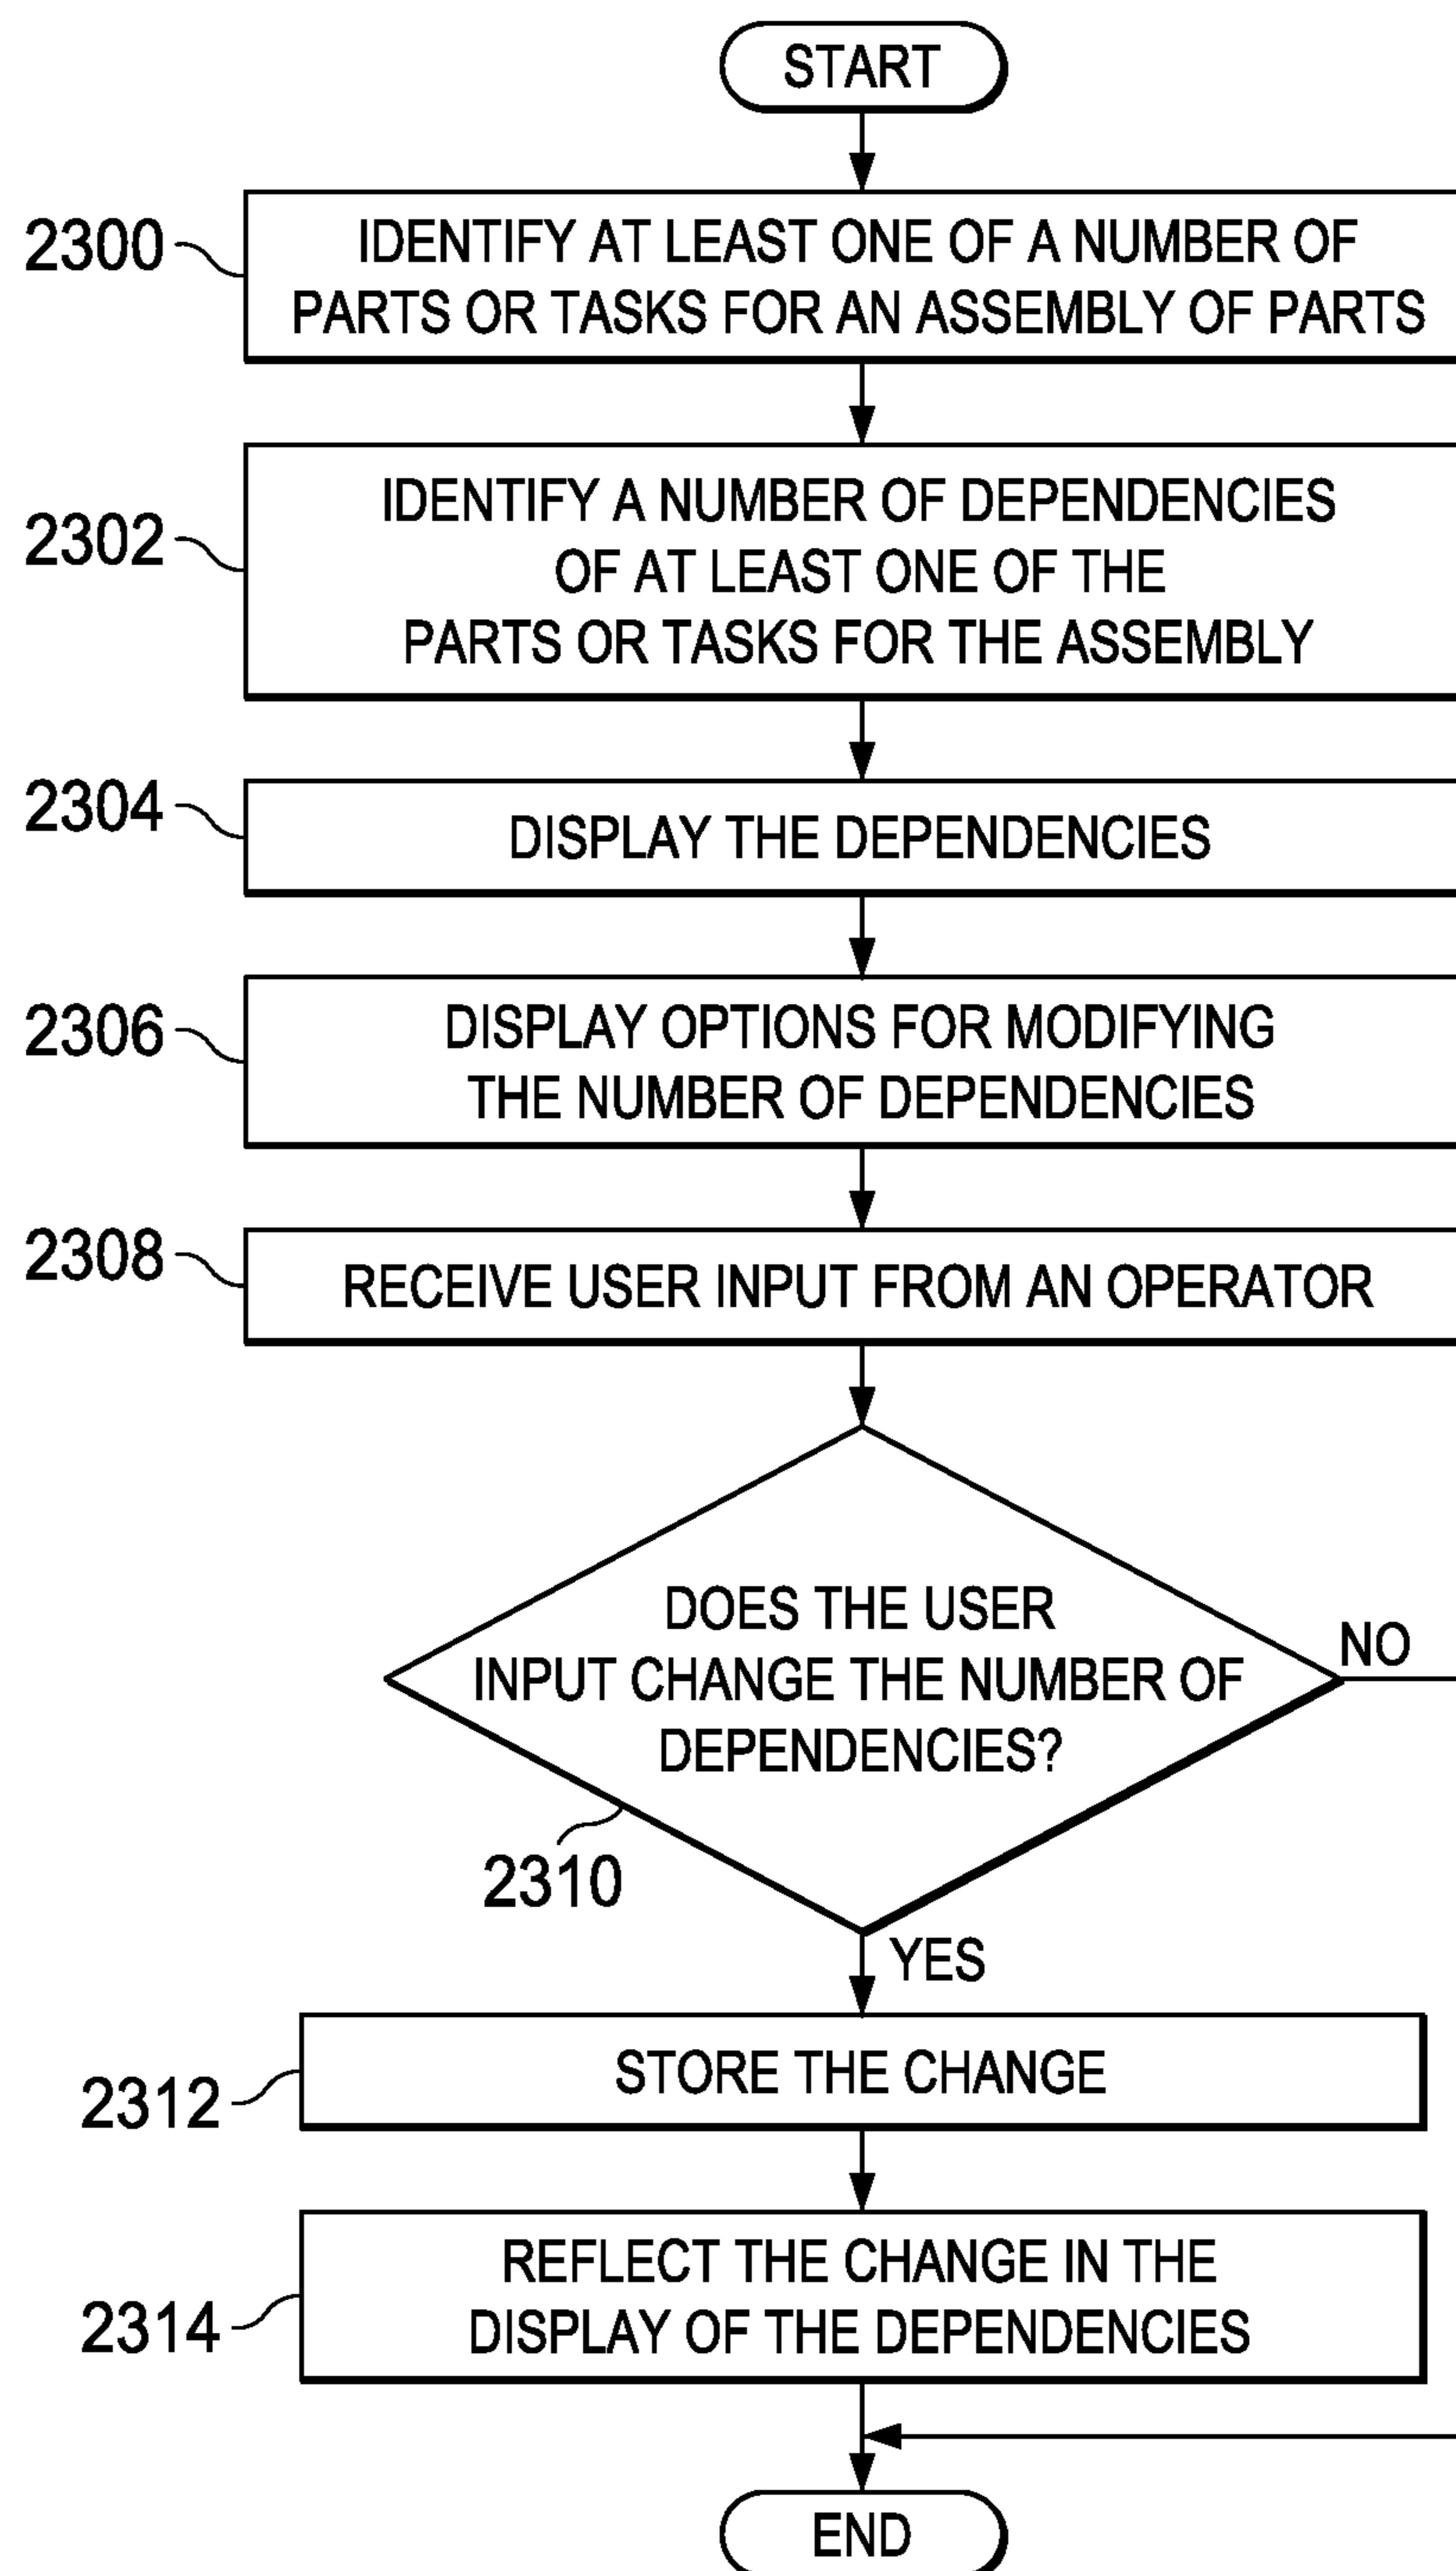 START
2300
IDENTIFY AT LEAST ONE OF A NUMBER OF
PARTS OR TASKS FOR AN ASSEMBLY OF PARTS
2302
IDENTIFY A NUMBER OF DEPENDENCIES
OF AT LEAST ONE OF THE
PARTS OR TASKS FOR THE ASSEMBLY
2304
DISPLAY THE DEPENDENCIES
2306
DISPLAY OPTIONS FOR MODIFYING
THE NUMBER OF DEPENDENCIES
2308
RECEIVE USER INPUT FROM AN OPERATOR
DOES THE USER
INPUT CHANGE THE NUMBER OF
DEPENDENCIES?
NO
2310
YES
STORE THE CHANGE
2312
REFLECT THE CHANGE IN THE
DISPLAY OF THE DEPENDENCIES
2314
END